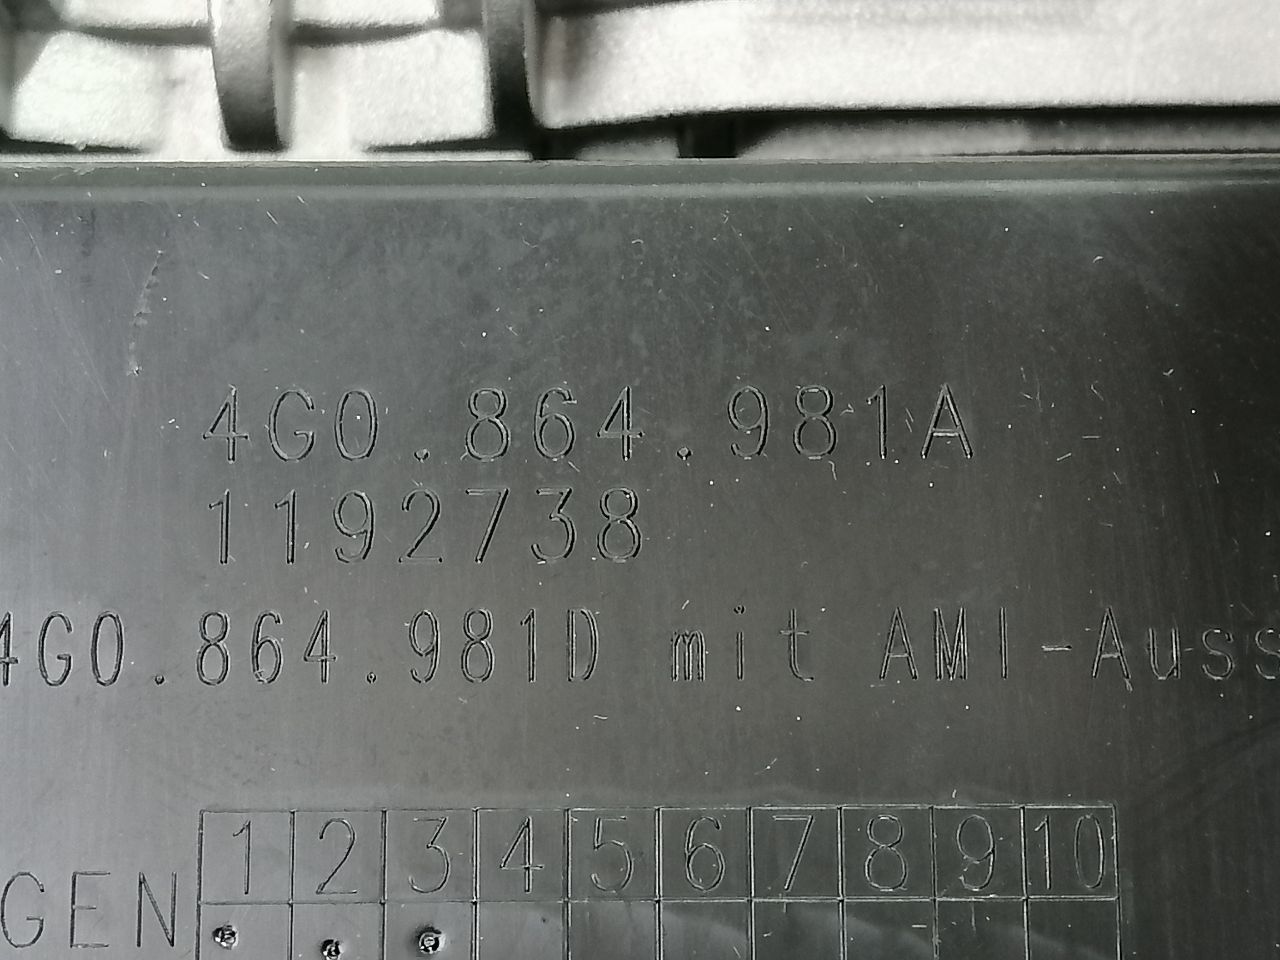 4G0.864.981A
1192738
4G0.864.981D mit AMI-Auss
1 2 3 4 5 6 7 8 9 10
GEN